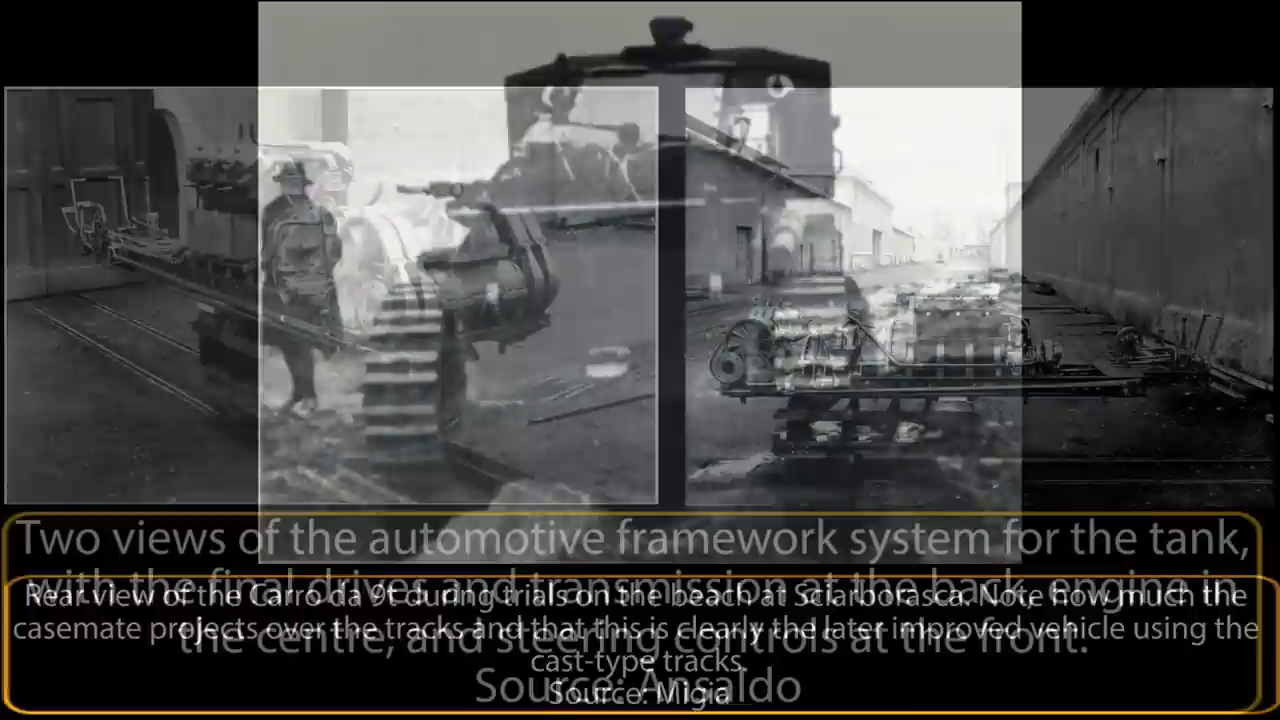 Two views of the automotive framework system for the tank,
with the final drives and transmission at the back, engine in
the centre, and steering controls at the front.
Source: Ansaldo
Rear view of the Carro da 9t during trials on the beach at Sciarborasca. Note how much the
casemate projects over the tracks and that this is clearly the later improved vehicle using the
cast-type tracks.
Source: Migia